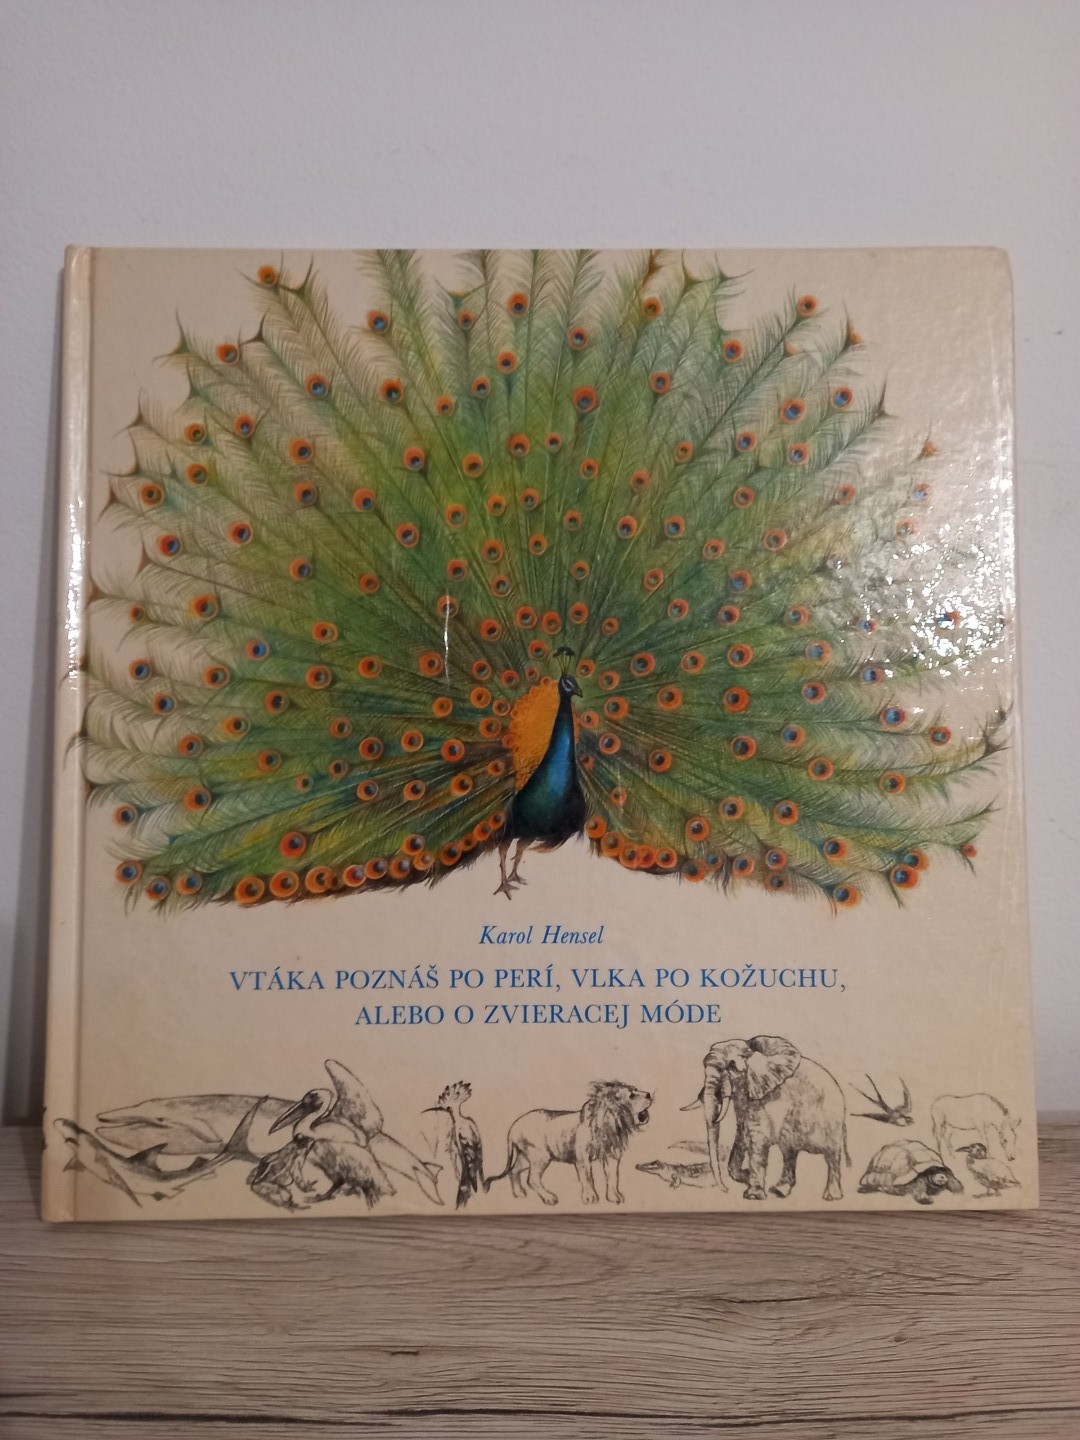 Karol Hensel
VTÁKA POZNÁŠ PO PERÍ, VLKA PO KOŽUCHU,
ALEBO O ZVIERACEJ MÓDE